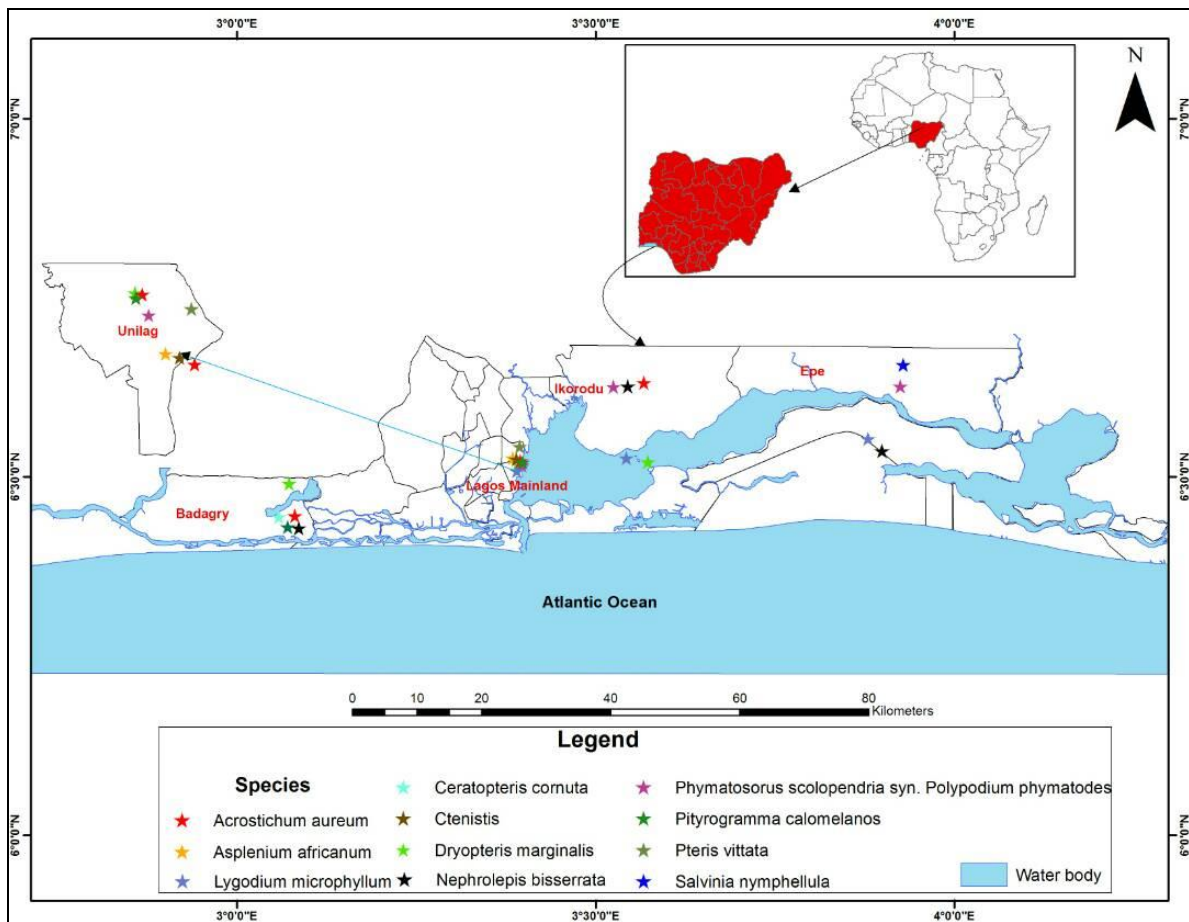 3°0'0"E 3°30'0"E 4°0'0"E
N
7°0'0"N 7°0'0"N
Unilag
Ikorodu
Epe
6°30'0"N 6°30'0"N
Lagos Mainland
Badagry
Atlantic Ocean
0 10 20 40 60 80
Kilometers
Legend
Species
Acrostichum aureum
Asplenium africanum
Lygodium microphyllum
Ceratopteris cornuta
Ctenistis
Dryopteris marginalis
Nephrolepis bisserrata
Phymatosorus scolopendria syn. Polypodium phymatodes
Pityrogramma calomelanos
Pteris vittata
Salvinia nymphellula
Water body
6°0'0"N 6°0'0"N
3°0'0"E 3°30'0"E 4°0'0"E